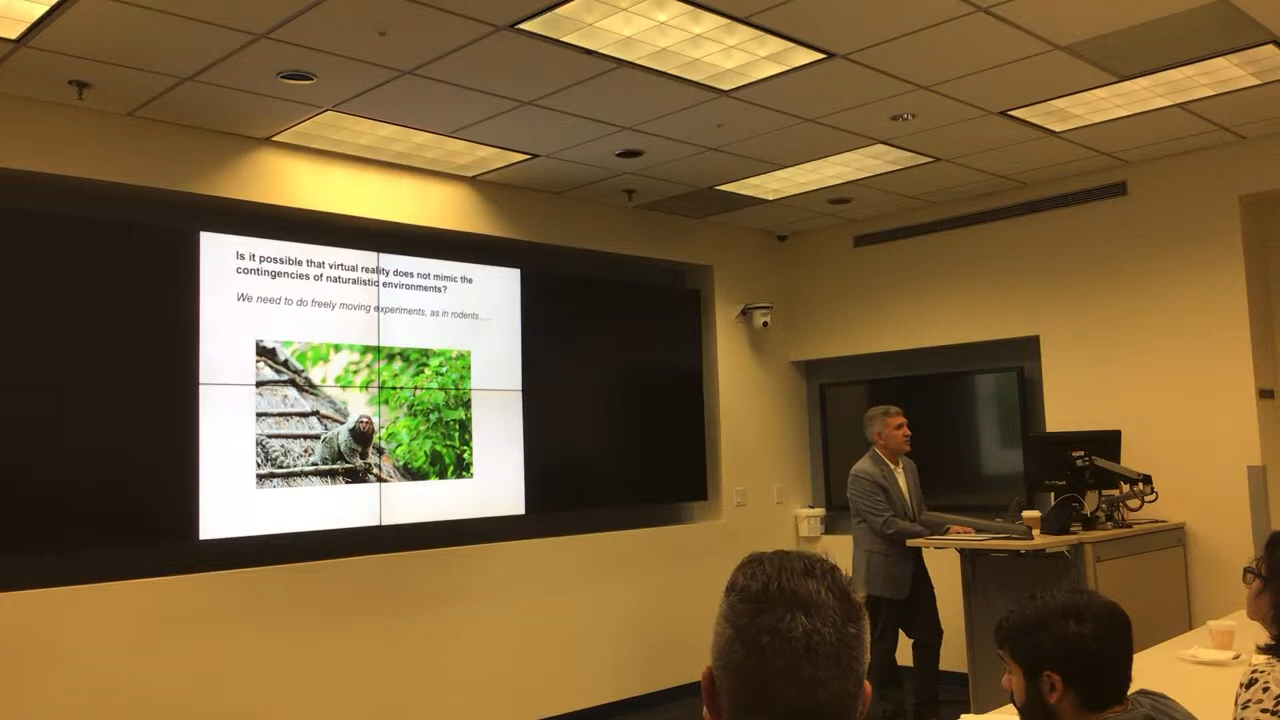 Is it possible that virtual reality does not mimic the
contingencies of naturalistic environments?
We need to do freely moving experiments, as in rodents....